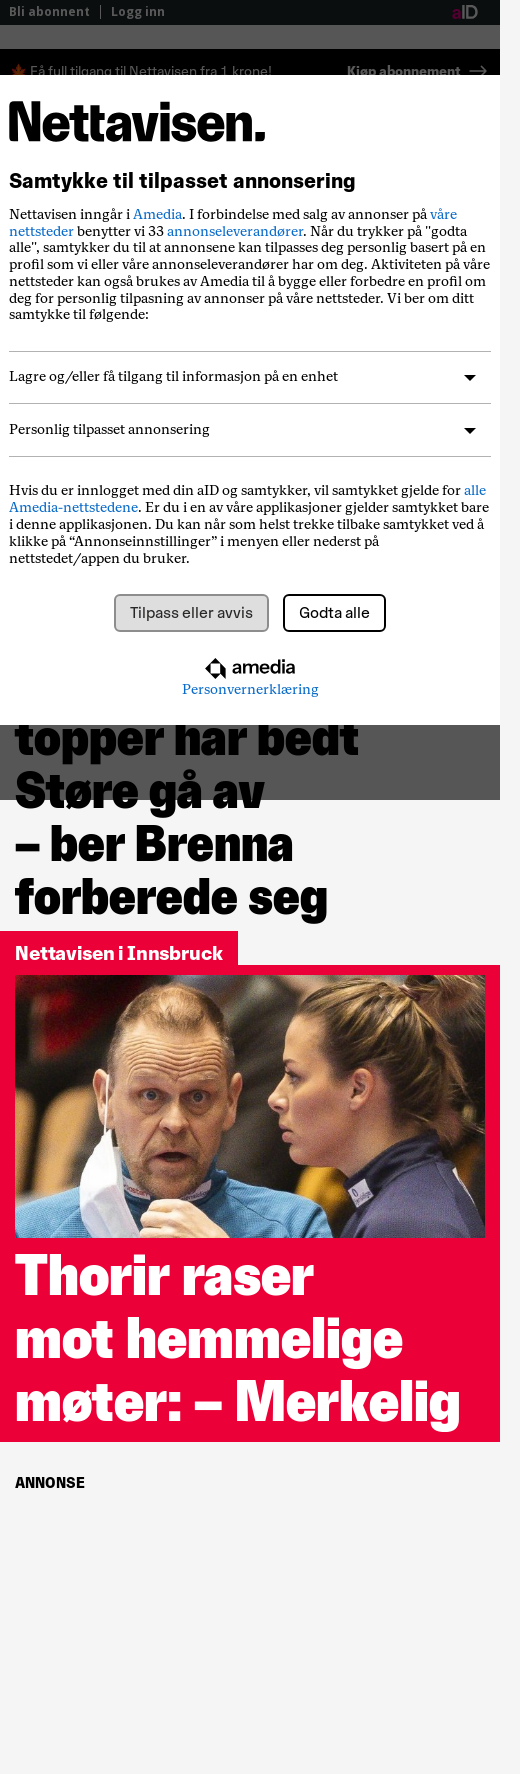 Bli abonnent
Logg inn
aID
🍁 Få full tilgang til Nettavisen fra 1 krone!
Kjøp abonnement →
Nettavisen.
Samtykke til tilpasset annonsering
Nettavisen inngår i Amedia. I forbindelse med salg av annonser på våre
nettsteder benytter vi 33 annonseleverandører. Når du trykker på "godta
alle", samtykker du til at annonsene kan tilpasses deg personlig basert på en
profil som vi eller våre annonseleverandører har om deg. Aktiviteten på våre
nettsteder kan også brukes av Amedia til å bygge eller forbedre en profil om
deg for personlig tilpasning av annonser på våre nettsteder. Vi ber om ditt
samtykke til følgende:
Lagre og/eller få tilgang til informasjon på en enhet
Personlig tilpasset annonsering
Hvis du er innlogget med din aID og samtykker, vil samtykket gjelde for alle
Amedia-nettstedene. Er du i en av våre applikasjoner gjelder samtykket bare
i denne applikasjonen. Du kan når som helst trekke tilbake samtykket ved å
klikke på “Annonseinnstillinger” i menyen eller nederst på
nettstedet/appen du bruker.
Tilpass eller avvis
Godta alle
amedia
Personvernerklæring
topper har bedt
Støre gå av
– ber Brenna
forberede seg
Nettavisen i Innsbruck
Thorir raser
mot hemmelige
møter: – Merkelig
ANNONSE